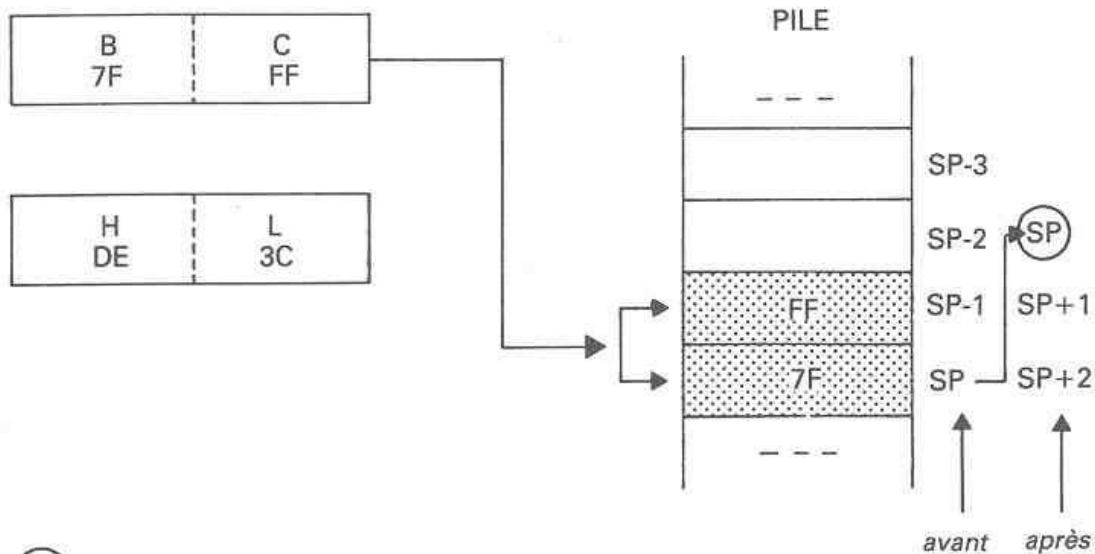 PILE
B C
7F FF
- - -
SP-3
H L
DE 3C
SP-2 SP
FF SP-1 SP+1
7F SP SP+2
- - -
avant après